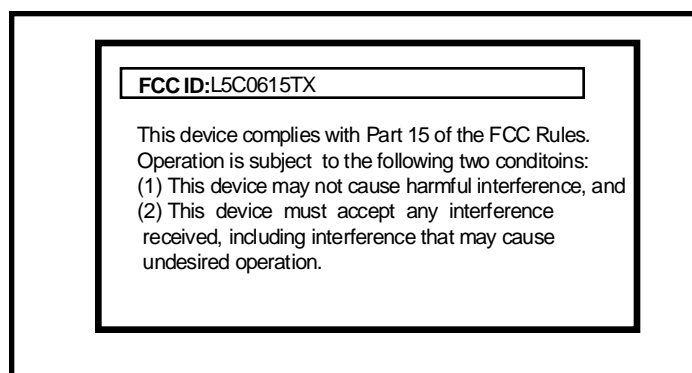 FCC ID:L5C0615TX
This device complies with Part 15 of the FCC Rules.
Operation is subject to the following two conditoins:
(1) This device may not cause harmful interference, and
(2) This device must accept any interference
received, including interference that may cause
undesired operation.